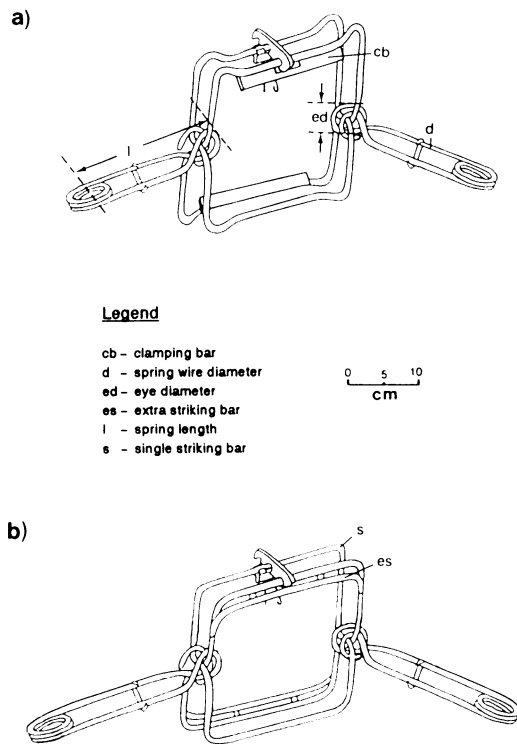 a)
cb
ed
d
l
Legend
cb – clamping bar
d – spring wire diameter
ed – eye diameter
es – extra striking bar
l – spring length
s – single striking bar
0 5 10
cm
b)
s
es